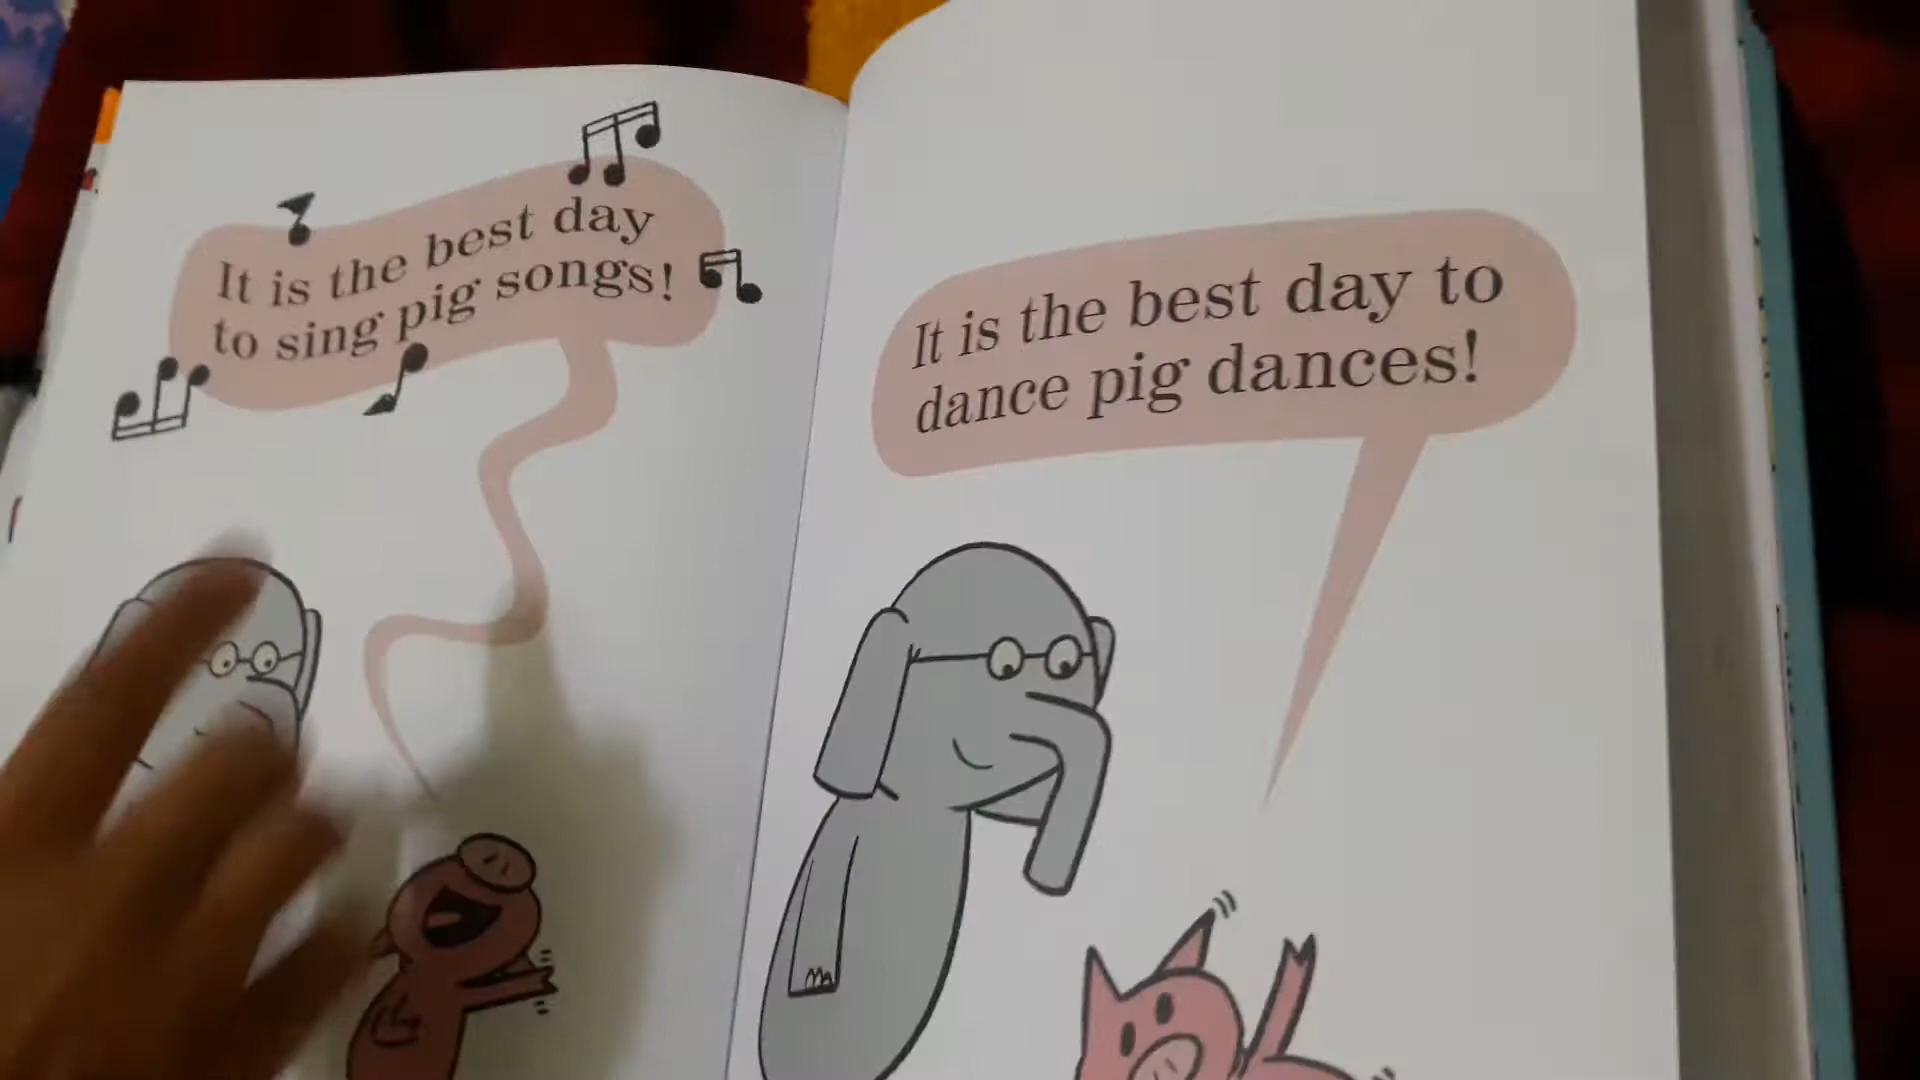 It is the best day
to sing pig songs!
It is the best day to
dance pig dances!